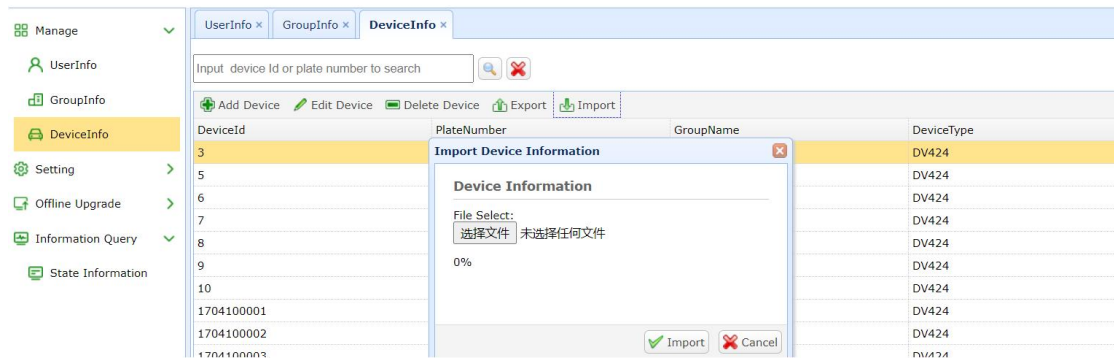 Manage
UserInfo
GroupInfo
DeviceInfo
Setting
Offline Upgrade
Information Query
State Information
UserInfo × GroupInfo × DeviceInfo ×
Input device Id or plate number to search
Add Device Edit Device Delete Device Export Import
DeviceId PlateNumber GroupName DeviceType
3 DV424
5 DV424
6 DV424
7 DV424
8 DV424
9 DV424
10 DV424
1704100001 DV424
1704100002 DV424
1704100003 DV424
Import Device Information
Device Information
File Select:
选择文件 未选择任何文件
0%
Import Cancel